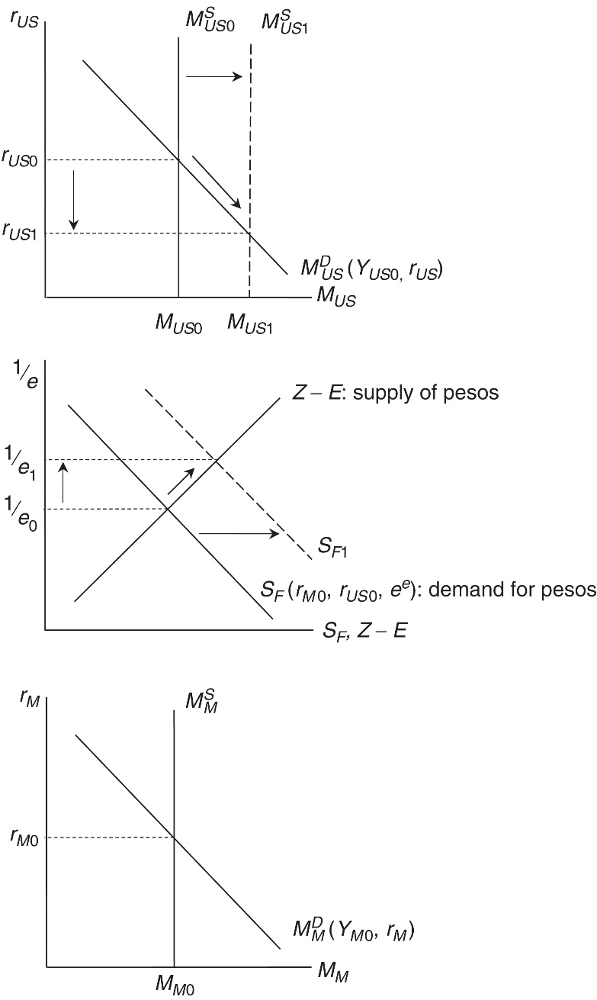 r_US M^S_US0 M^S_US1
r_US0
r_US1
M^D_US (Y_US0, r_US)
M_US
M_US0 M_US1
1/e
Z – E: supply of pesos
1/e_1
1/e_0
S_F1
S_F (r_M0, r_US0, e^e): demand for pesos
S_F, Z – E
r_M M^S_M
r_M0
M^D_M (Y_M0, r_M)
M_M
M_M0